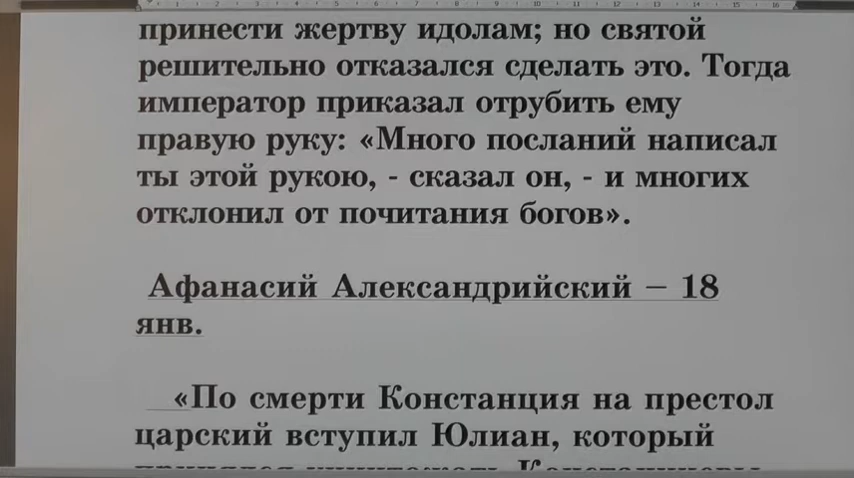 принести жертву идолам; но святой
решительно отказался сделать это. Тогда
император приказал отрубить ему
правую руку: «Много посланий написал
ты этой рукою, - сказал он, - и многих
отклонил от почитания богов».
Афанасий Александрийский – 18
янв.
«По смерти Констанция на престол
царский вступил Юлиан, который